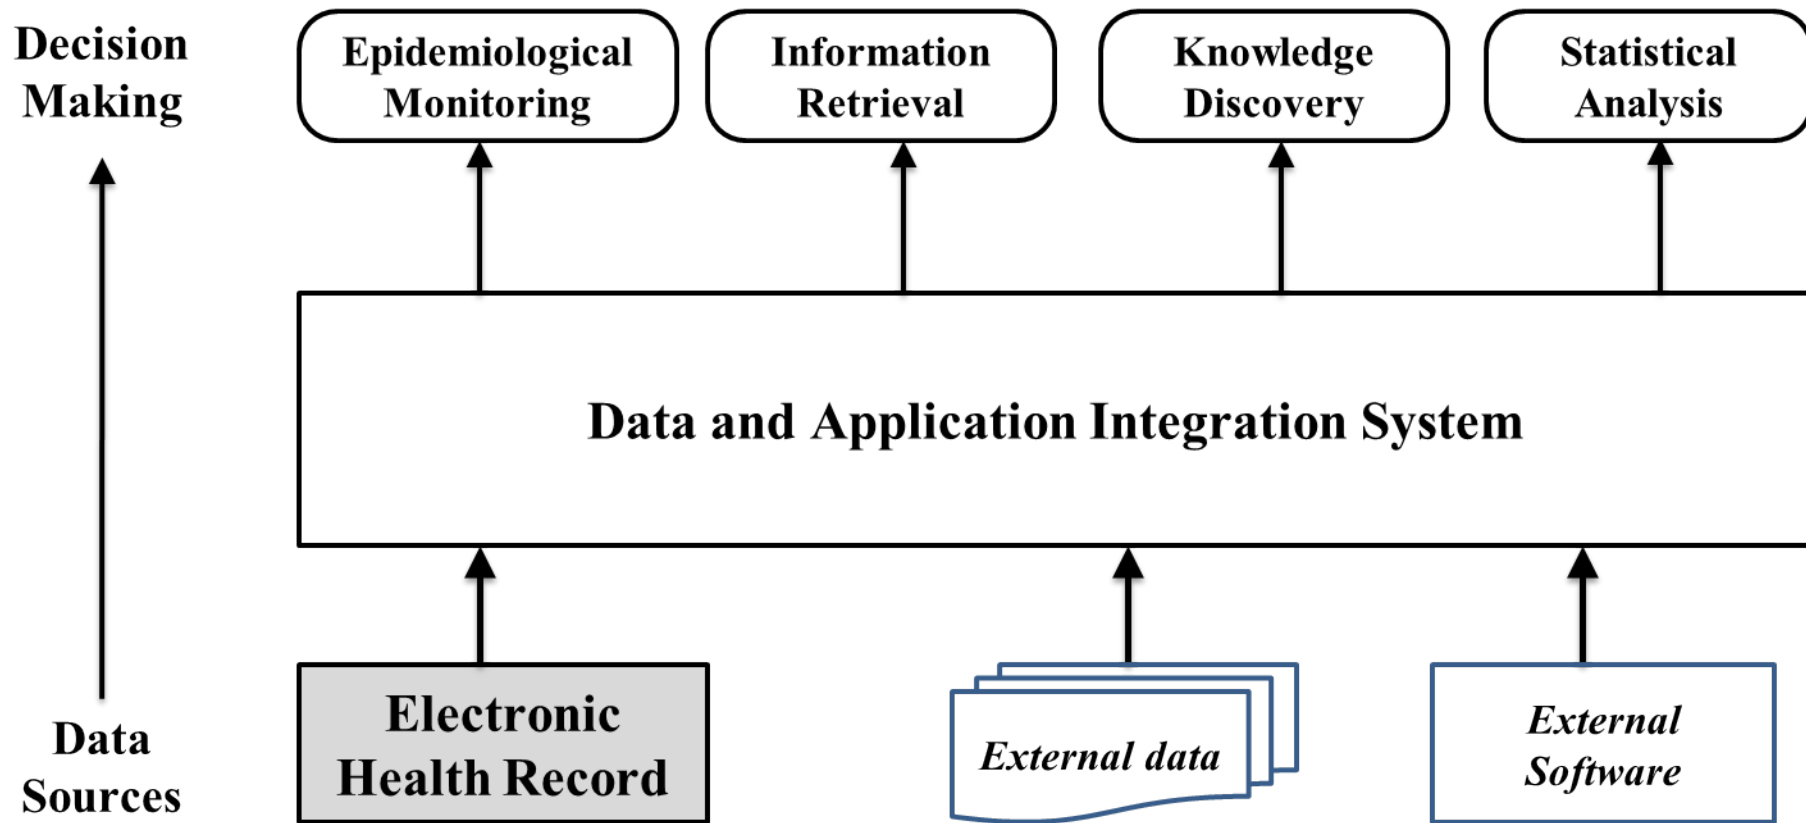 Decision
Making
Epidemiological
Monitoring
Information
Retrieval
Knowledge
Discovery
Statistical
Analysis
Data and Application Integration System
Data
Sources
Electronic
Health Record
External data
External
Software